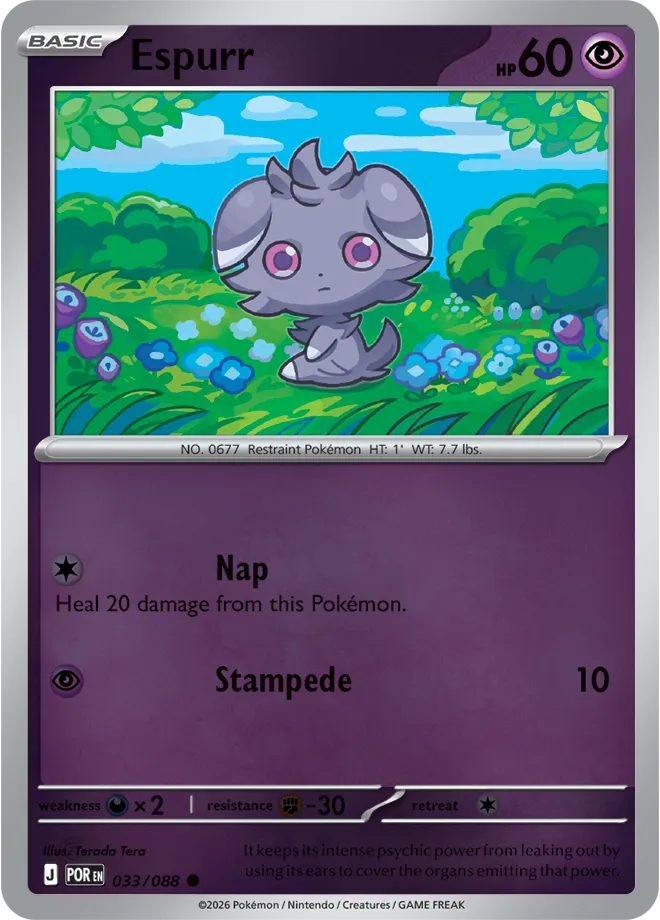 BASIC
Espurr
HP 60
NO. 0677 Restraint Pokémon HT: 1' WT: 7.7 lbs.
Nap
Heal 20 damage from this Pokémon.
Stampede 10
weakness ×2 resistance -30 retreat
Illus. Teroda Tera
It keeps its intense psychic power from leaking out by
using its ears to cover the organs emitting that power.
J POR EN 033/088
©2026 Pokémon / Nintendo / Creatures / GAME FREAK